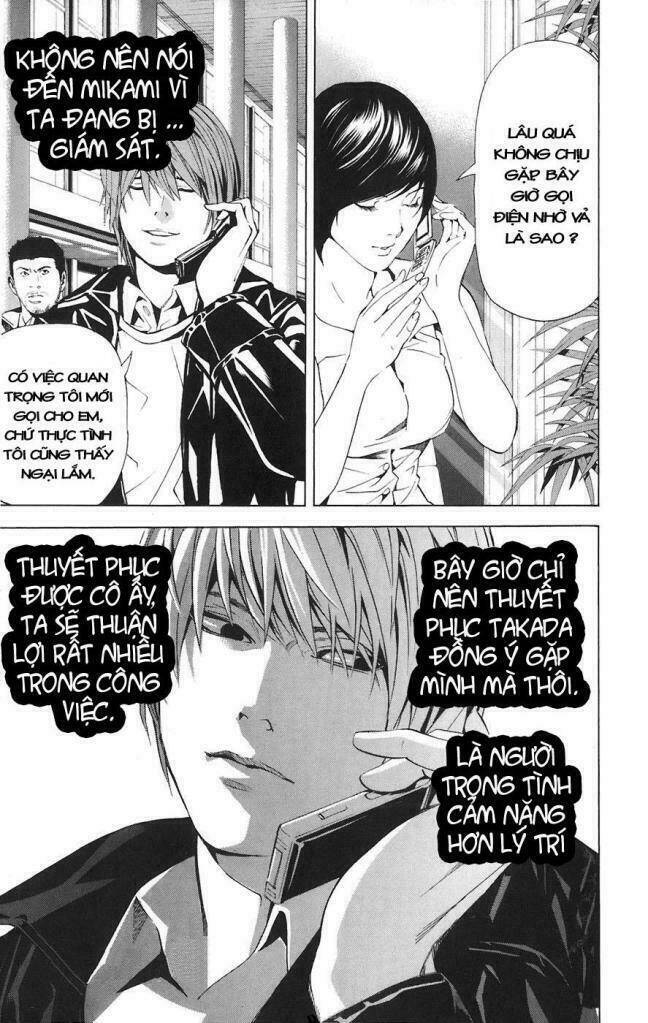 LÂU QUÁ
KHÔNG CHỊU
GẶP. BÂY
GIỜ GỌI
ĐIỆN NHỜ VẢ
LÀ SAO ?
KHÔNG NÊN NÓI
ĐẾN MIKAMI VÌ
TA ĐANG BỊ ...
GIÁM SÁT.
CÓ VIỆC QUAN
TRỌNG TÔI MỚI
GỌI CHO EM,
CHỨ THỰC TÌNH
TÔI CŨNG THẤY
NGẠI LẮM.
BÂY GIỜ CHỈ
NÊN THUYẾT
PHỤC TAKADA
ĐỒNG Ý GẶP
MÌNH MÀ THÔI.
THUYẾT PHỤC
ĐƯỢC CÔ ẤY,
TA SẼ THUẬN
LỢI RẤT NHIỀU
TRONG CÔNG
VIỆC.
LÀ NGƯỜI
TRỌNG TÌNH
CẢM NĂNG
HƠN LÝ TRÍ